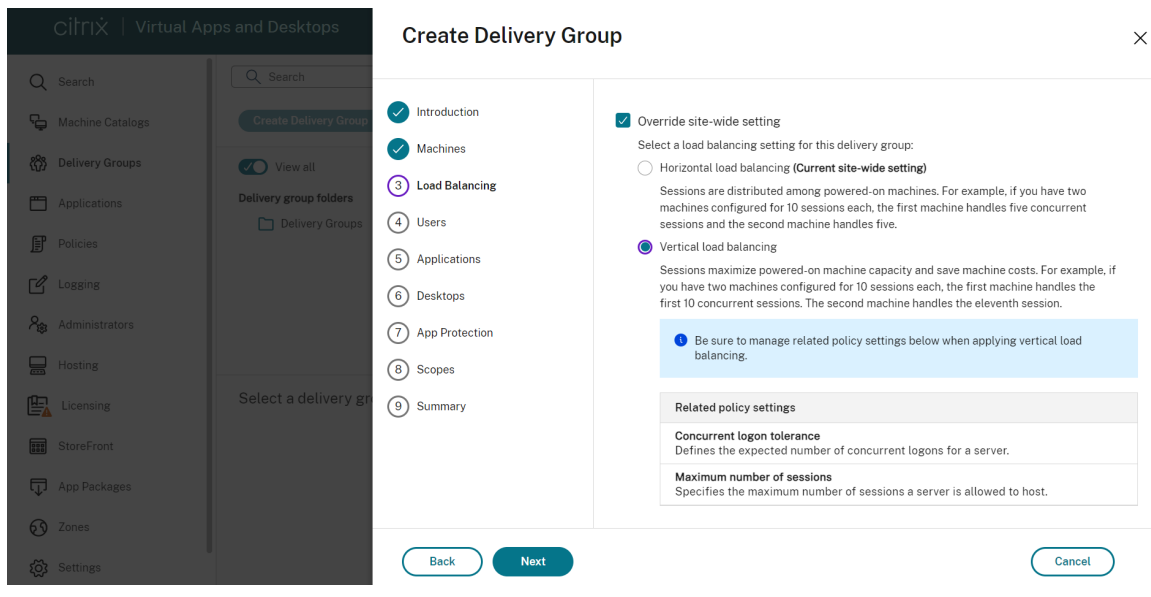 citrix | Virtual Apps and Desktops
Search
Machine Catalogs
Delivery Groups
Applications
Policies
Logging
Administrators
Hosting
Licensing
StoreFront
App Packages
Zones
Settings
Search
Create Delivery Group
View all
Delivery group folders
Delivery Groups
Select a delivery gr
Create Delivery Group
Introduction
Machines
3 Load Balancing
4 Users
5 Applications
6 Desktops
7 App Protection
8 Scopes
9 Summary
Override site-wide setting
Select a load balancing setting for this delivery group:
Horizontal load balancing (Current site-wide setting)
Sessions are distributed among powered-on machines. For example, if you have two
machines configured for 10 sessions each, the first machine handles five concurrent
sessions and the second machine handles five.
Vertical load balancing
Sessions maximize powered-on machine capacity and save machine costs. For example, if
you have two machines configured for 10 sessions each, the first machine handles the
first 10 concurrent sessions. The second machine handles the eleventh session.
Be sure to manage related policy settings below when applying vertical load
balancing.
Related policy settings
Concurrent logon tolerance
Defines the expected number of concurrent logons for a server.
Maximum number of sessions
Specifies the maximum number of sessions a server is allowed to host.
Back
Next
Cancel